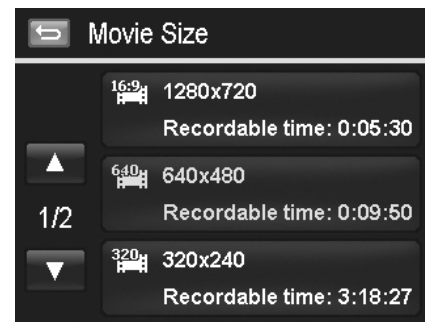 Movie Size
16:9
1280x720
Recordable time: 0:05:30
640
640x480
Recordable time: 0:09:50
1/2
320
320x240
Recordable time: 3:18:27